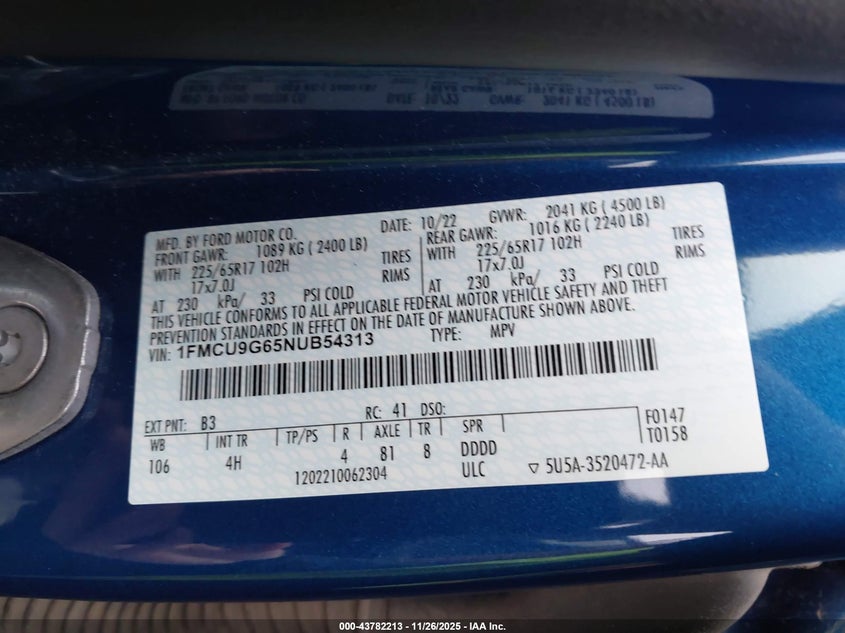 MFD. BY FORD MOTOR CO. DATE: 10/22 GVWR: 2041 KG ( 4500 LB)
FRONT GAWR: 1089 KG ( 2400 LB) REAR GAWR: 1016 KG ( 2240 LB)
WITH 225/65R17 102H TIRES WITH 225/65R17 102H TIRES
17x7.0J RIMS 17x7.0J RIMS
AT 230 kPa/ 33 PSI COLD AT 230 kPa/ 33 PSI COLD
THIS VEHICLE CONFORMS TO ALL APPLICABLE FEDERAL MOTOR VEHICLE SAFETY AND THEFT
PREVENTION STANDARDS IN EFFECT ON THE DATE OF MANUFACTURE SHOWN ABOVE.
VIN: 1FMCU9G65NUB54313 TYPE: MPV
EXT PNT: B3 RC: 41 DSO: F0147
WB INT TR TP/PS R AXLE TR SPR T0158
106 4H 4 81 8 DDDD
1202210062304 ULC ▽ 5U5A-3520472-AA
000-43782213 - 11/26/2025 - IAA Inc.